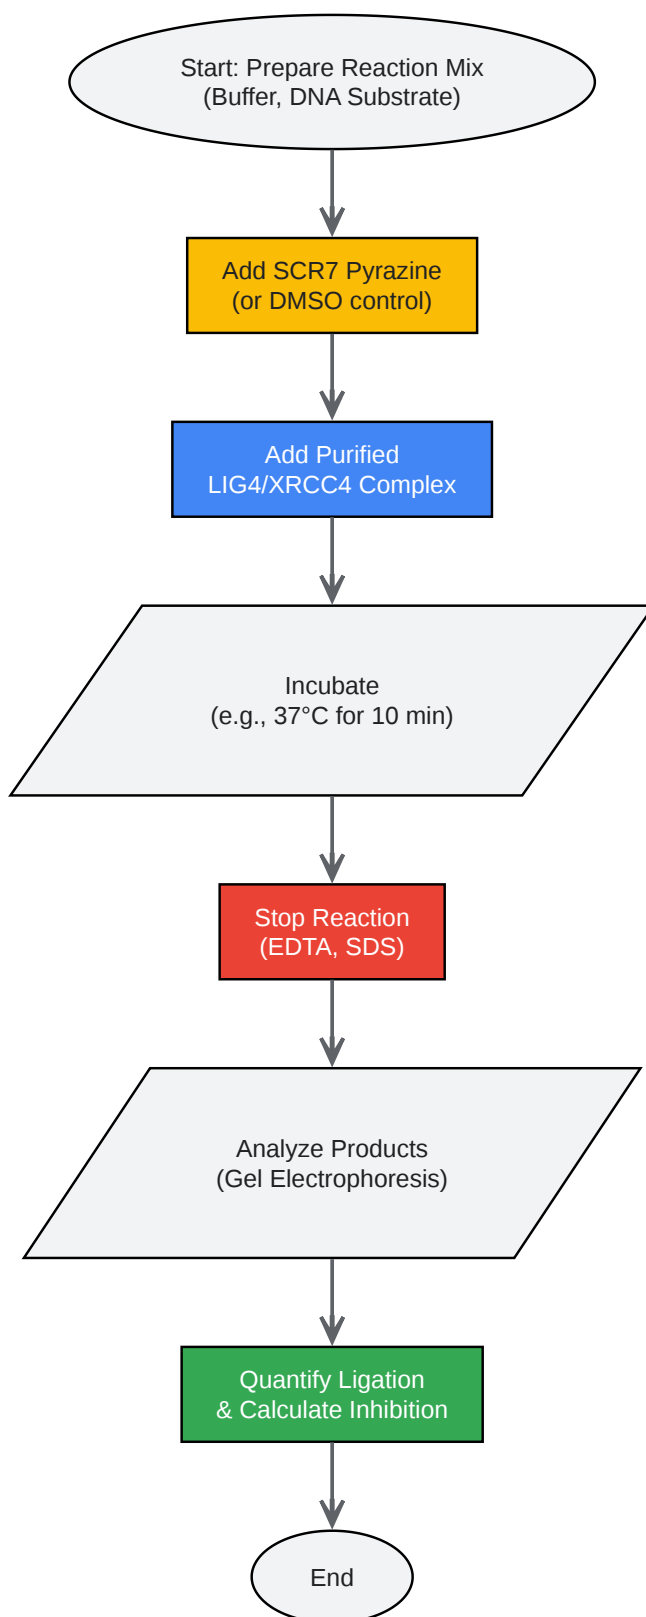 Start: Prepare Reaction Mix
(Buffer, DNA Substrate)
Add SCR7 Pyrazine
(or DMSO control)
Add Purified
LIG4/XRCC4 Complex
Incubate
(e.g., 37°C for 10 min)
Stop Reaction
(EDTA, SDS)
Analyze Products
(Gel Electrophoresis)
Quantify Ligation
& Calculate Inhibition
End